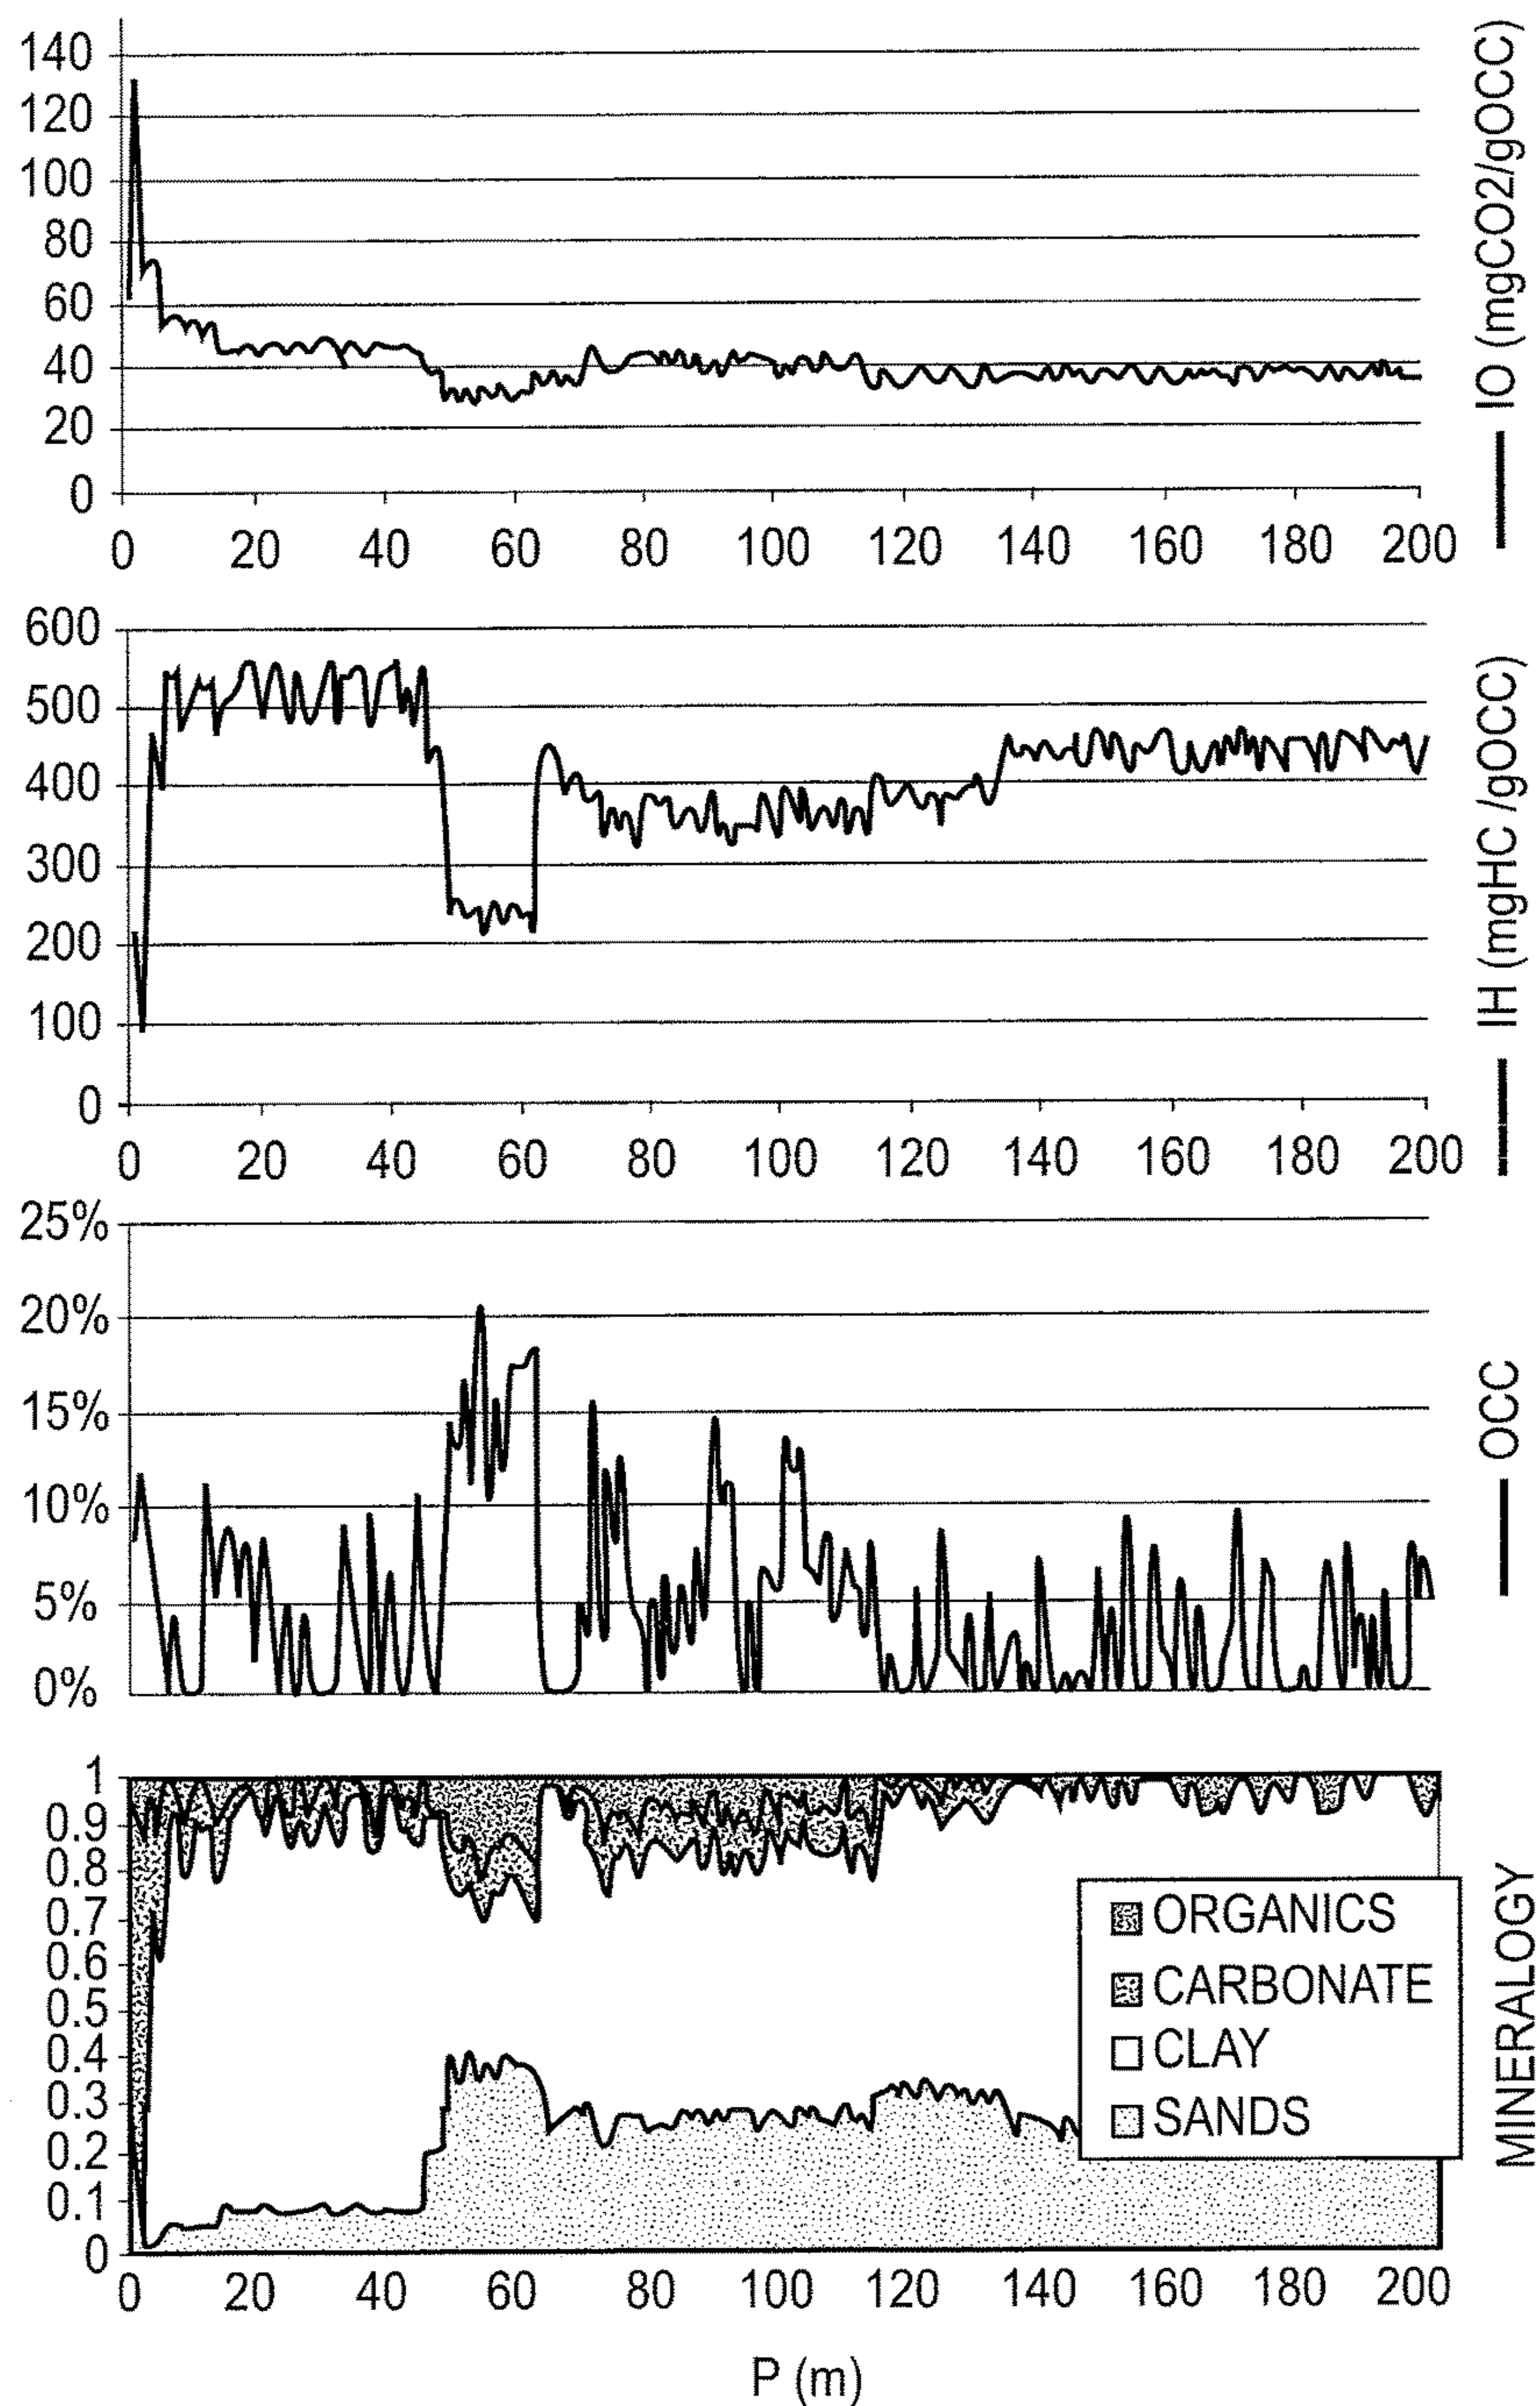 140
120
100
80
60
40
20
0
0 20 40 60 80 100 120 140 160 180 200
IO (mgCO2/gOCC)
600
500
400
300
200
100
0
0 20 40 60 80 100 120 140 160 180 200
IH (mgHC /gOCC)
25%
20%
15%
10%
5%
0%
OCC
1
0.9
0.8
0.7
0.6
0.5
0.4
0.3
0.2
0.1
0
ORGANICS
CARBONATE
CLAY
SANDS
0 20 40 60 80 100 120 140 160 180 200
MINERALOGY
P (m)